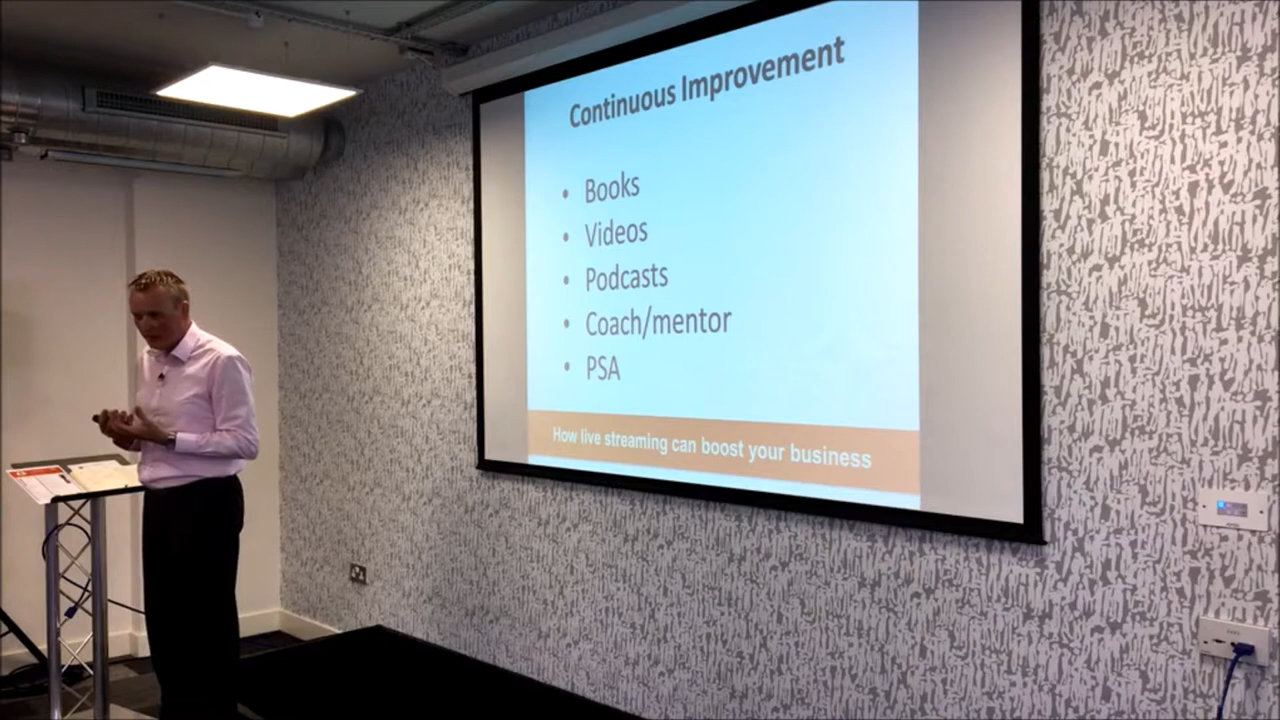 Continuous Improvement
• Books
• Videos
• Podcasts
• Coach/mentor
• PSA
How live streaming can boost your business